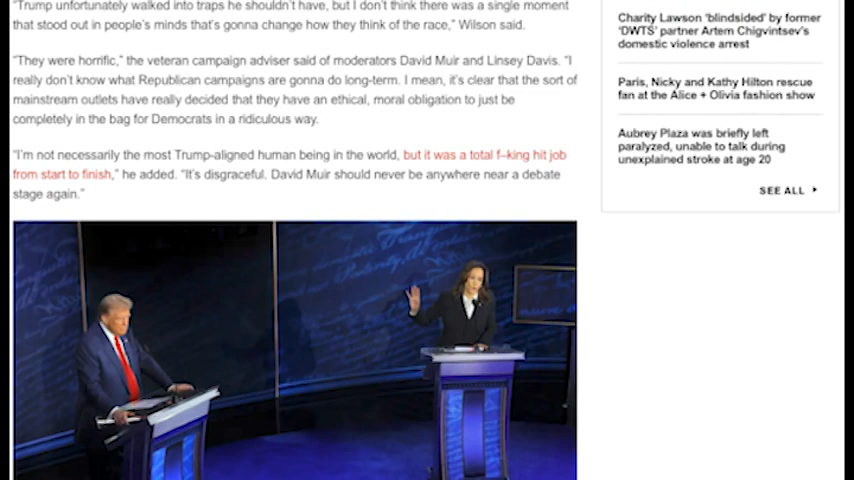 "Trump unfortunately walked into traps he shouldn't have, but I don't think there was a single moment
that stood out in people's minds that's gonna change how they think of the race," Wilson said.
"They were horrific," the veteran campaign adviser said of moderators David Muir and Linsey Davis. "I
really don't know what Republican campaigns are gonna do long-term. I mean, it's clear that the sort of
mainstream outlets have really decided that they have an ethical, moral obligation to just be
completely in the bag for Democrats in a ridiculous way.
"I'm not necessarily the most Trump-aligned human being in the world, but it was a total f–king hit job
from start to finish," he added. "It's disgraceful. David Muir should never be anywhere near a debate
stage again."
Charity Lawson 'blindsided' by former
'DWTS' partner Artem Chigvintsev's
domestic violence arrest
Paris, Nicky and Kathy Hilton rescue
fan at the Alice + Olivia fashion show
Aubrey Plaza was briefly left
paralyzed, unable to talk during
unexplained stroke at age 20
SEE ALL